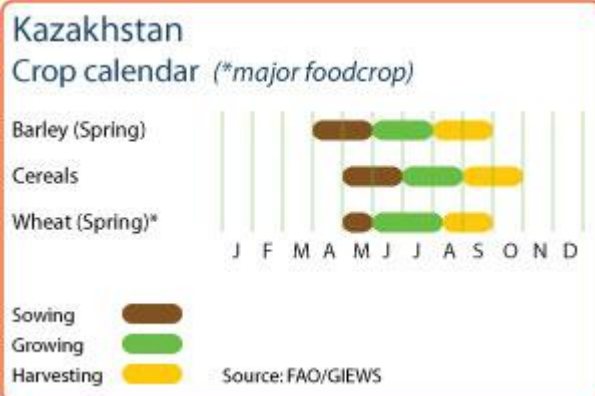 Kazakhstan
Crop calendar (*major foodcrop)
Barley (Spring)
Cereals
Wheat (Spring)*
J F M A M J J A S O N D
Sowing
Growing
Harvesting
Source: FAO/GIEWS